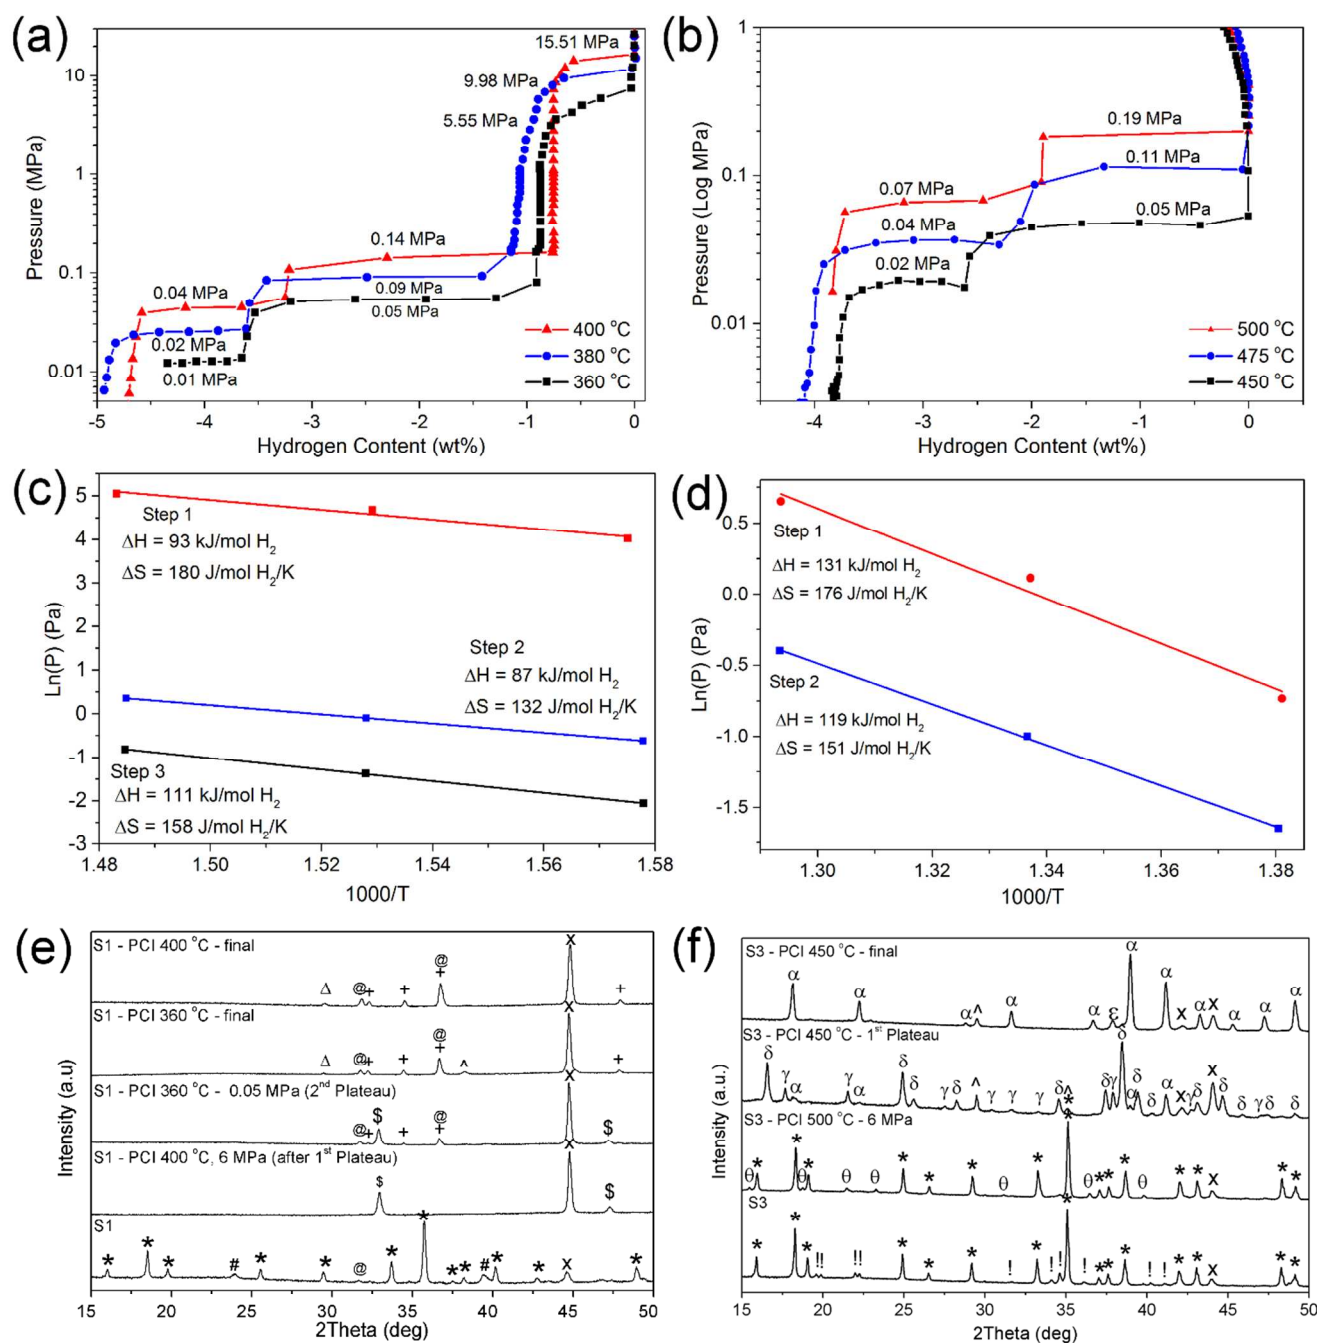 (a)
15.51 MPa
9.98 MPa
5.55 MPa
0.14 MPa
0.04 MPa
0.09 MPa
0.05 MPa
0.02 MPa
0.01 MPa
400 °C
380 °C
360 °C
10
1
0.1
0.01
Pressure (MPa)
-5 -4 -3 -2 -1 0
Hydrogen Content (wt%)
(b)
0.19 MPa
0.11 MPa
0.07 MPa
0.04 MPa
0.05 MPa
0.02 MPa
500 °C
475 °C
450 °C
1
0.1
0.01
Pressure (Log MPa)
-4 -3 -2 -1 0
Hydrogen Content (wt%)
(c)
Step 1
ΔH = 93 kJ/mol H2
ΔS = 180 J/mol H2/K
Step 2
ΔH = 87 kJ/mol H2
ΔS = 132 J/mol H2/K
Step 3
ΔH = 111 kJ/mol H2
ΔS = 158 J/mol H2/K
5
4
3
2
1
0
-1
-2
-3
Ln(P) (Pa)
1.48 1.50 1.52 1.54 1.56 1.58
1000/T
(d)
Step 1
ΔH = 131 kJ/mol H2
ΔS = 176 J/mol H2/K
Step 2
ΔH = 119 kJ/mol H2
ΔS = 151 J/mol H2/K
0.5
0.0
-0.5
-1.0
-1.5
Ln(P) (Pa)
1.30 1.32 1.34 1.36 1.38
1000/T
(e)
S1 - PCI 400 °C - final
Δ @ + + @ + x +
S1 - PCI 360 °C - final
Δ @ + + @ + ^ x +
S1 - PCI 360 °C - 0.05 MPa (2nd Plateau)
@ + $ + @ + x $
S1 - PCI 400 °C, 6 MPa (after 1st Plateau)
$ x $
S1
* * * # * * @ * * * * # * * x *
Intensity (a.u)
15 20 25 30 35 40 45 50
2Theta (deg)
(f)
S3 - PCI 450 °C - final
α α α ^ α α ε α α x α x α α α
S3 - PCI 450 °C - 1st Plateau
δ γ α γ α δ δ γ δ ^ γ γ γ δ ^ δ γ δ α δ δ α x γ δ x δ δ γ δ δ
S3 - PCI 500 °C - 6 MPa
θ * * θ * θ θ * * * θ * * θ * * * θ * * x * *
S3
* * * !! * !! * * ! * ! ! * ! * * * ! ! * * x * *
Intensity (a.u.)
15 20 25 30 35 40 45 50
2Theta (deg)